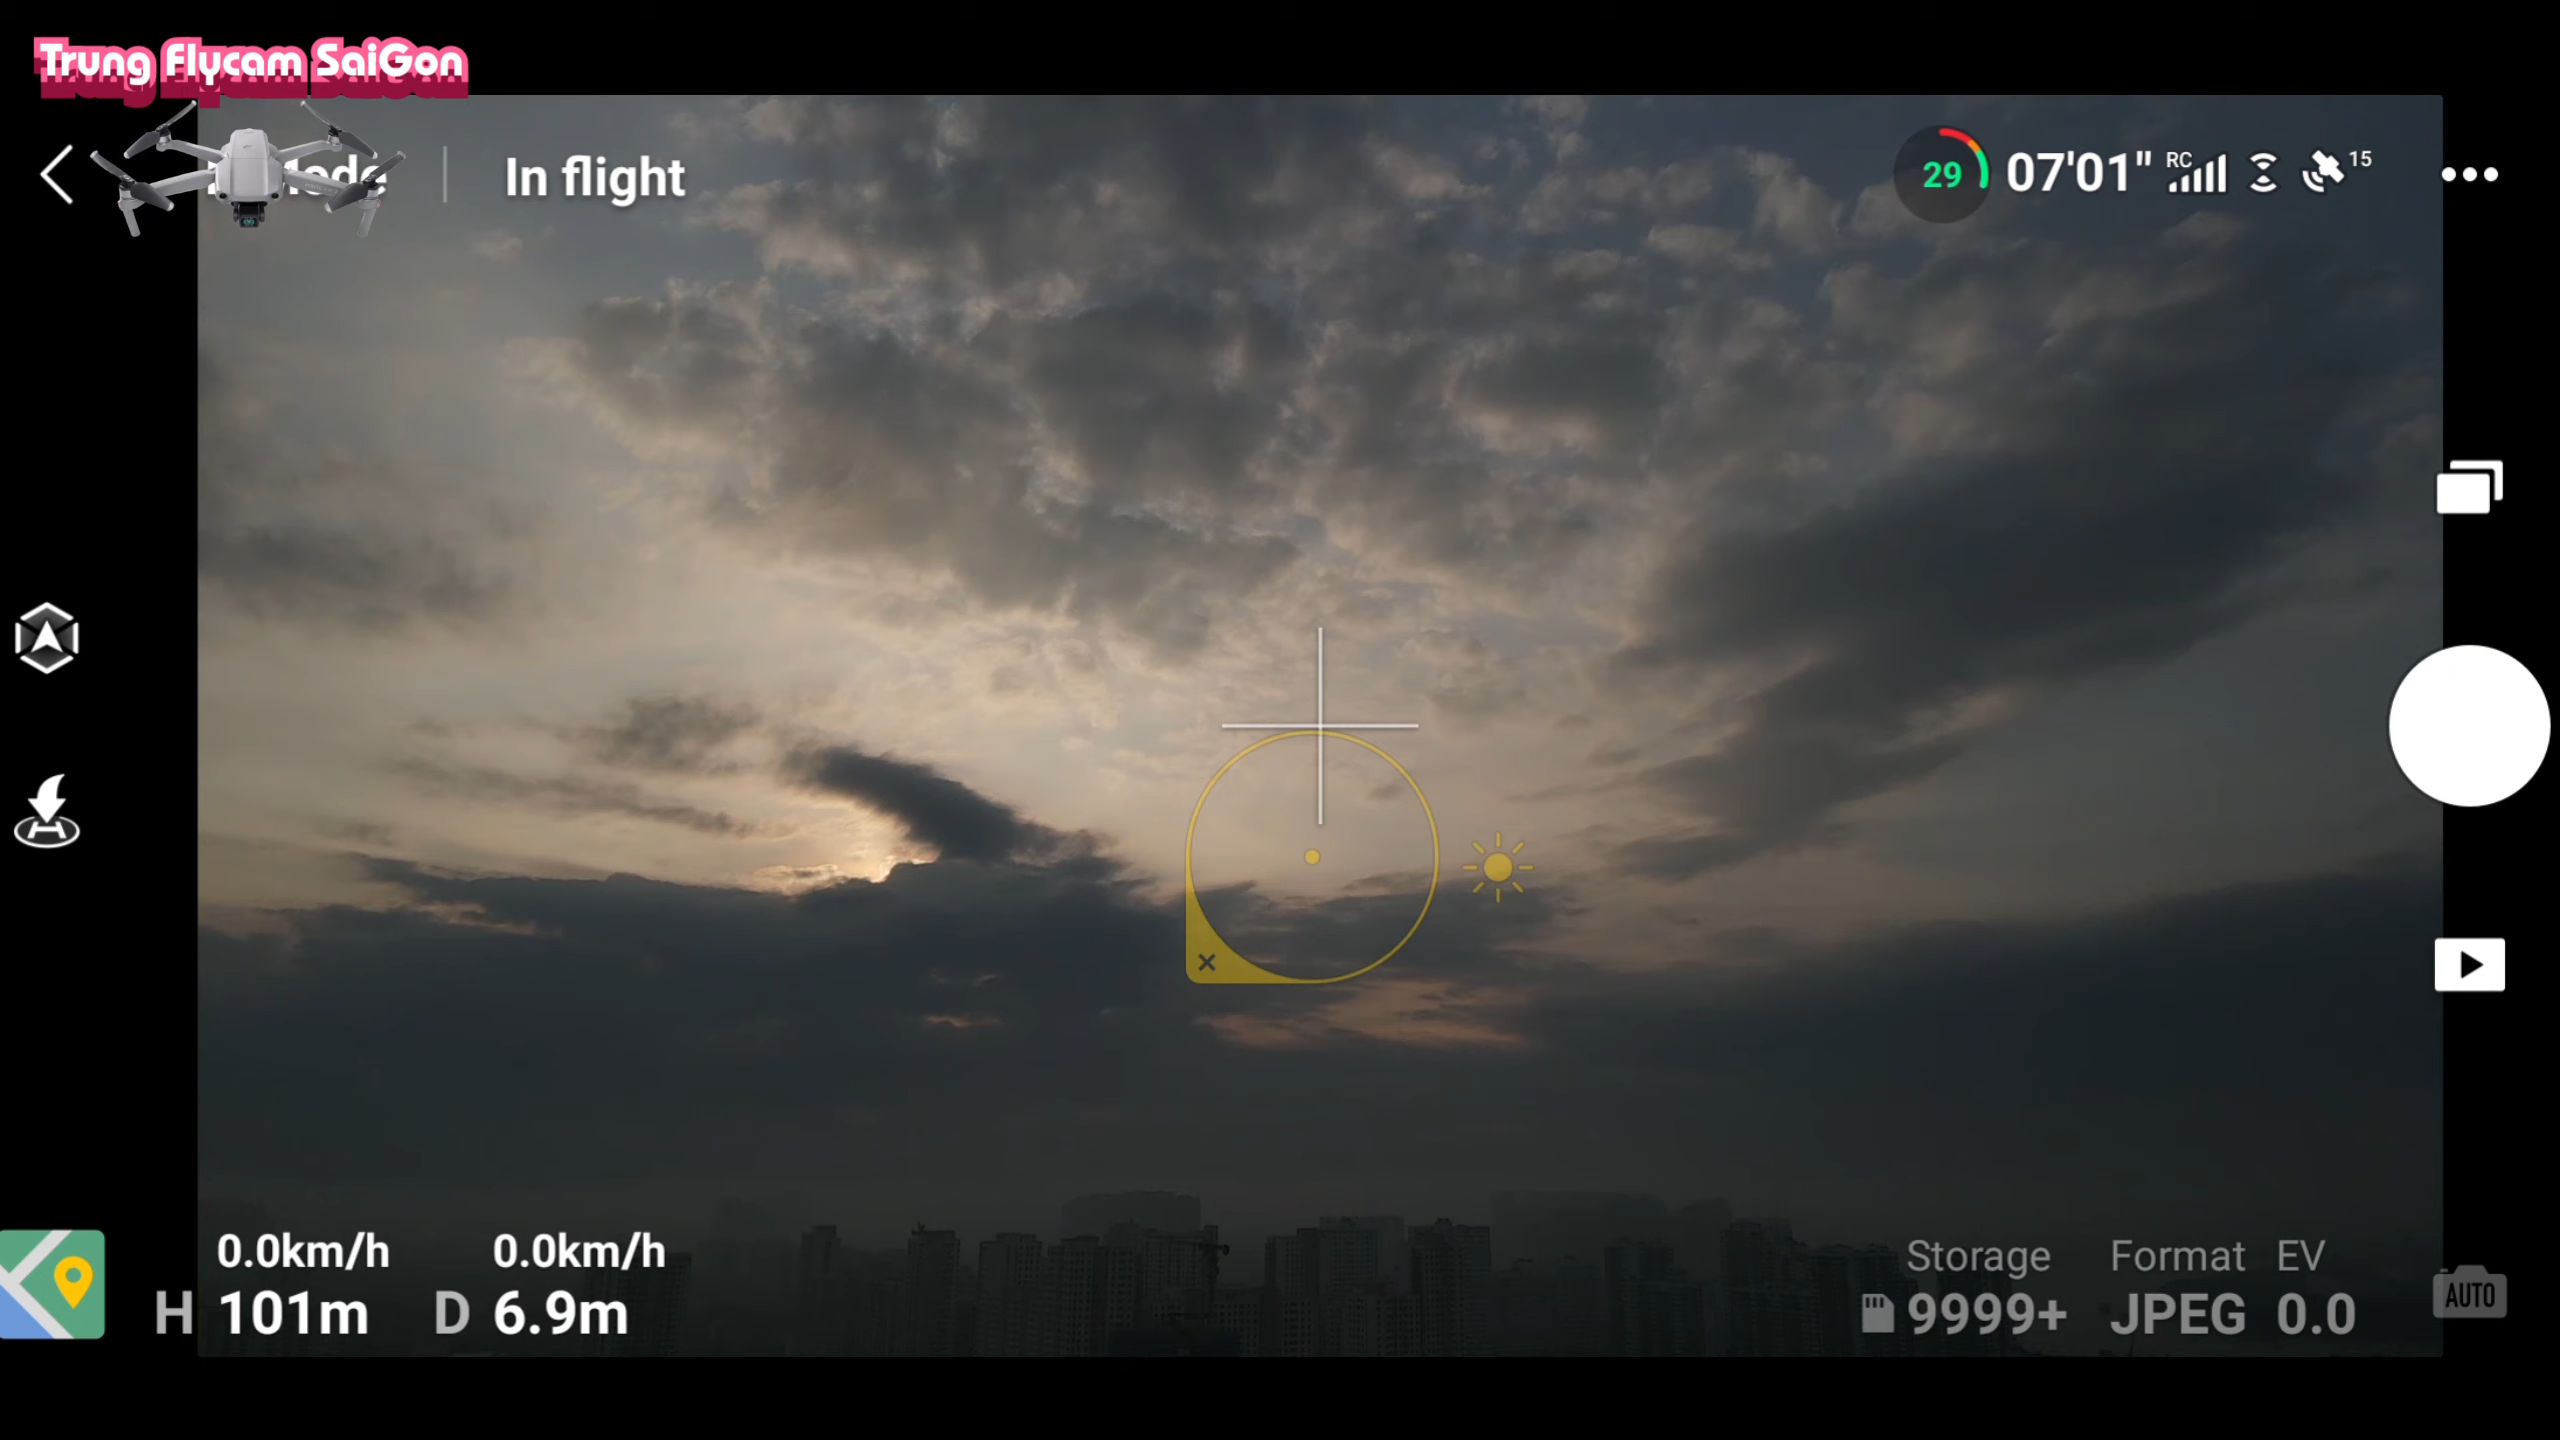 Trung Flycam SaiGon
In flight
29 07'01" RC 15
0.0km/h 0.0km/h
H 101m D 6.9m
Storage Format EV
9999+ JPEG 0.0
AUTO